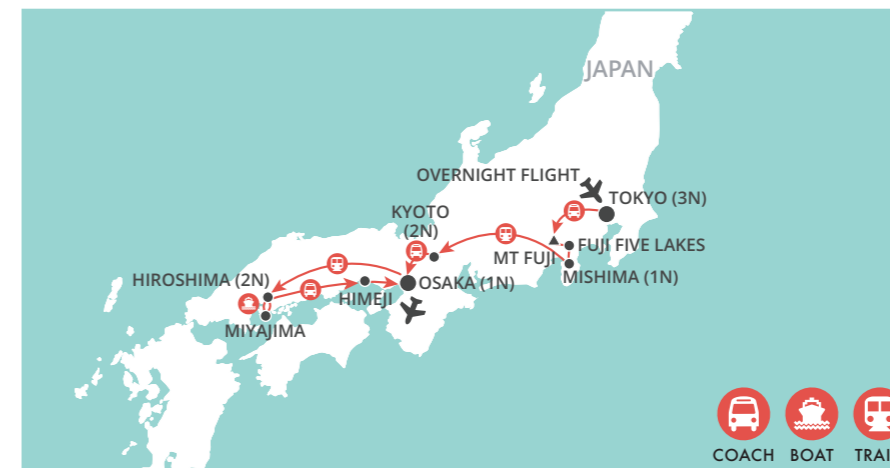 JAPAN
OVERNIGHT FLIGHT
TOKYO (3N)
KYOTO
(2N)
FUJI FIVE LAKES
MT FUJI
MISHIMA (1N)
HIROSHIMA (2N)
OSAKA (1N)
HIMEJI
MIYAJIMA
COACH BOAT TRAI